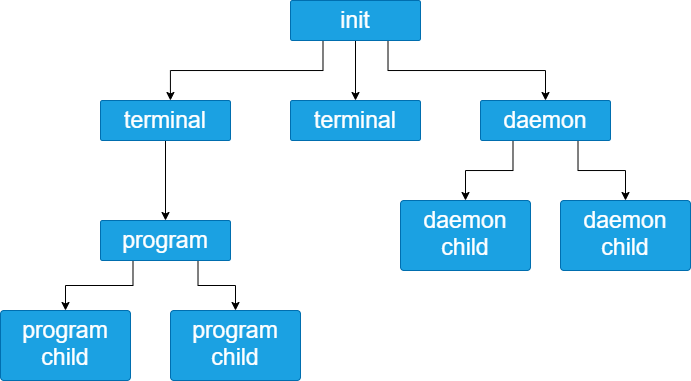 init
terminal
terminal
daemon
daemon
child
daemon
child
program
program
child
program
child